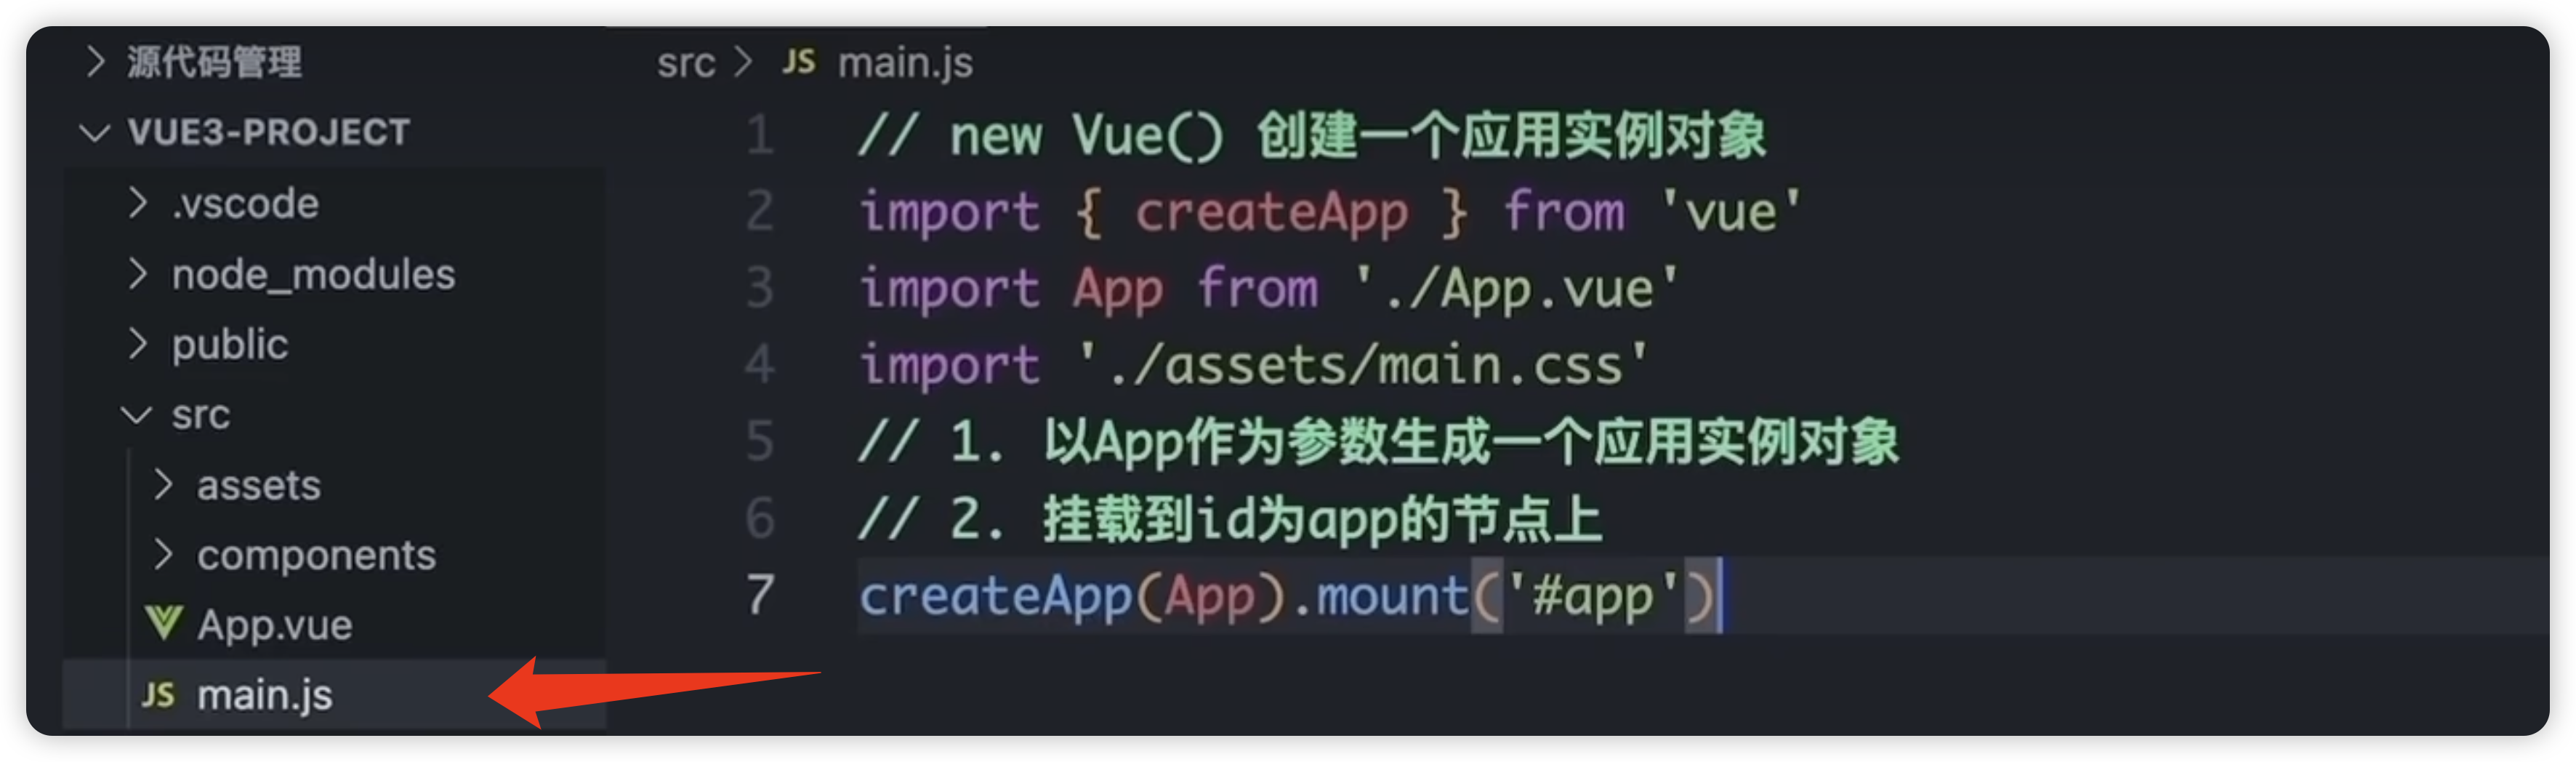 源代码管理
VUE3-PROJECT
.vscode
node_modules
public
src
assets
components
App.vue
JS main.js
src > JS main.js
1 // new Vue() 创建一个应用实例对象
2 import { createApp } from 'vue'
3 import App from './App.vue'
4 import './assets/main.css'
5 // 1. 以App作为参数生成一个应用实例对象
6 // 2. 挂载到id为app的节点上
7 createApp(App).mount('#app')